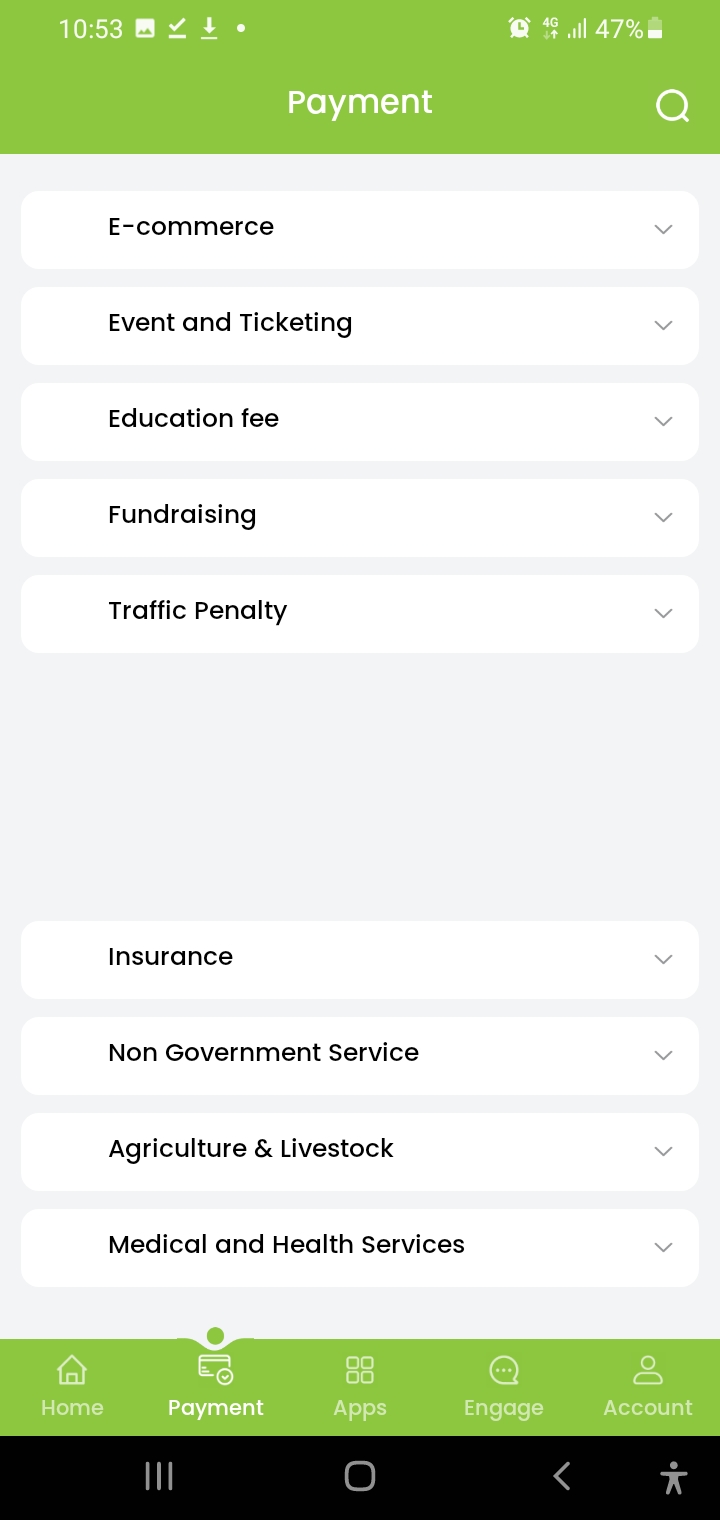 10:53
4G
47%
Payment
E-commerce
Event and Ticketing
Education fee
Fundraising
Traffic Penalty
Insurance
Non Government Service
Agriculture & Livestock
Medical and Health Services
Home
Payment
Apps
Engage
Account